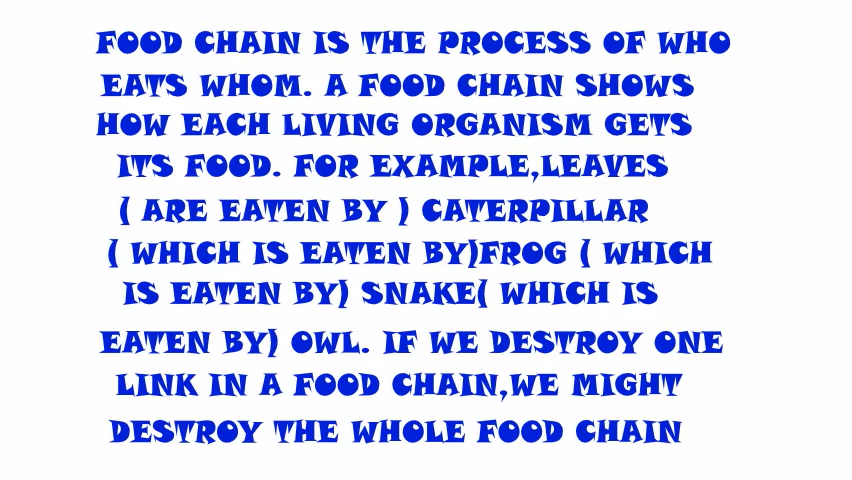 FOOD CHAIN IS THE PROCESS OF WHO
EATS WHOM. A FOOD CHAIN SHOWS
HOW EACH LIVING ORGANISM GETS
ITS FOOD. FOR EXAMPLE,LEAVES
( ARE EATEN BY ) CATERPILLAR
( WHICH IS EATEN BY)FROG ( WHICH
IS EATEN BY) SNAKE( WHICH IS
EATEN BY) OWL. IF WE DESTROY ONE
LINK IN A FOOD CHAIN,WE MIGHT
DESTROY THE WHOLE FOOD CHAIN